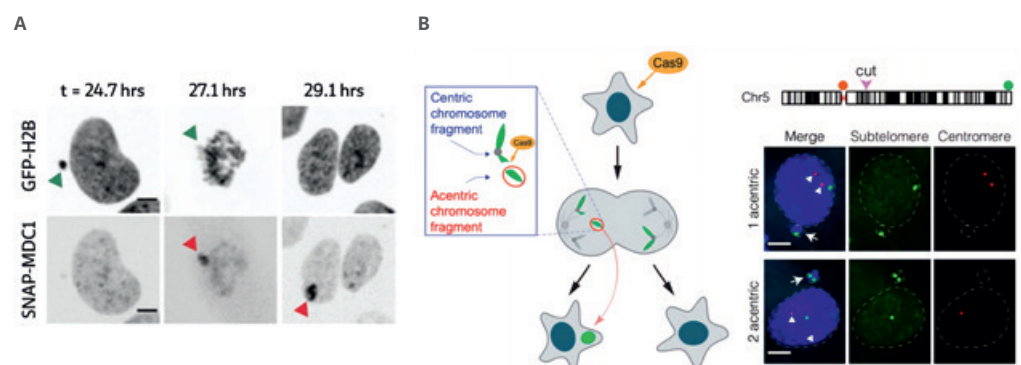 A
B
t = 24.7 hrs
27.1 hrs
29.1 hrs
GFP-H2B
SNAP-MDC1
Cas9
Centric
chromosome
fragment
Cas9
Acentric
chromosome
fragment
cut
Chr5
Merge
Subtelomere
Centromere
1 acentric
2 acentric